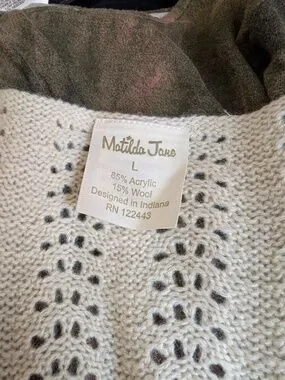 Matilda Jane
L
85% Acrylic
15% Wool
Designed in Indiana
RN 122443